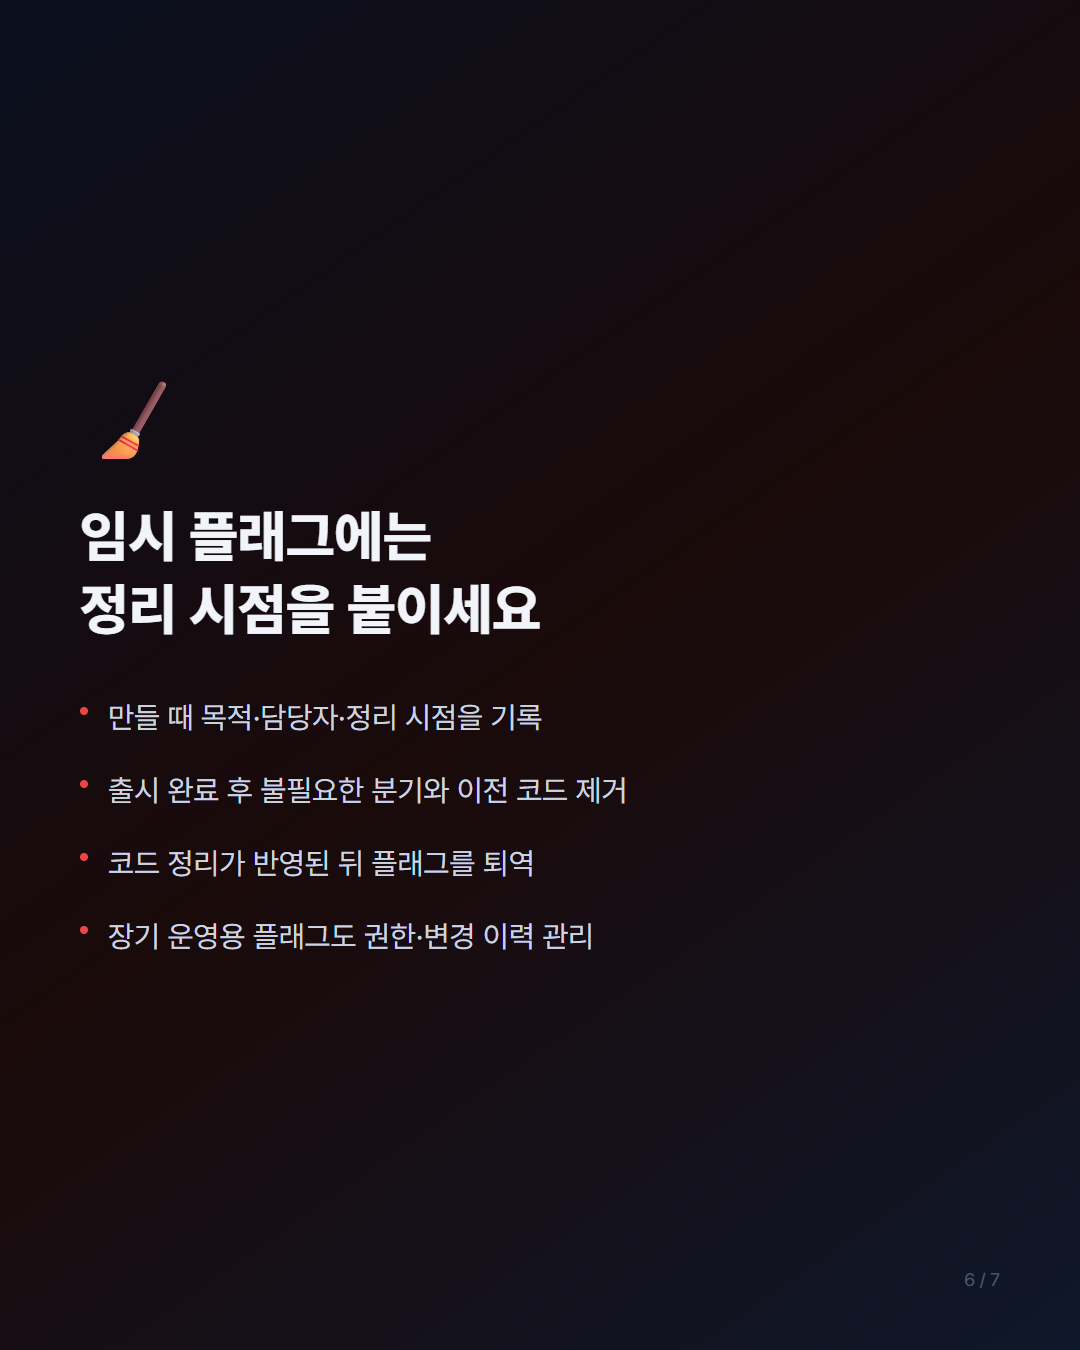 임시 플래그에는
정리 시점을 붙이세요
만들 때 목적·담당자·정리 시점을 기록
출시 완료 후 불필요한 분기와 이전 코드 제거
코드 정리가 반영된 뒤 플래그를 퇴역
장기 운영용 플래그도 권한·변경 이력 관리
6 / 7